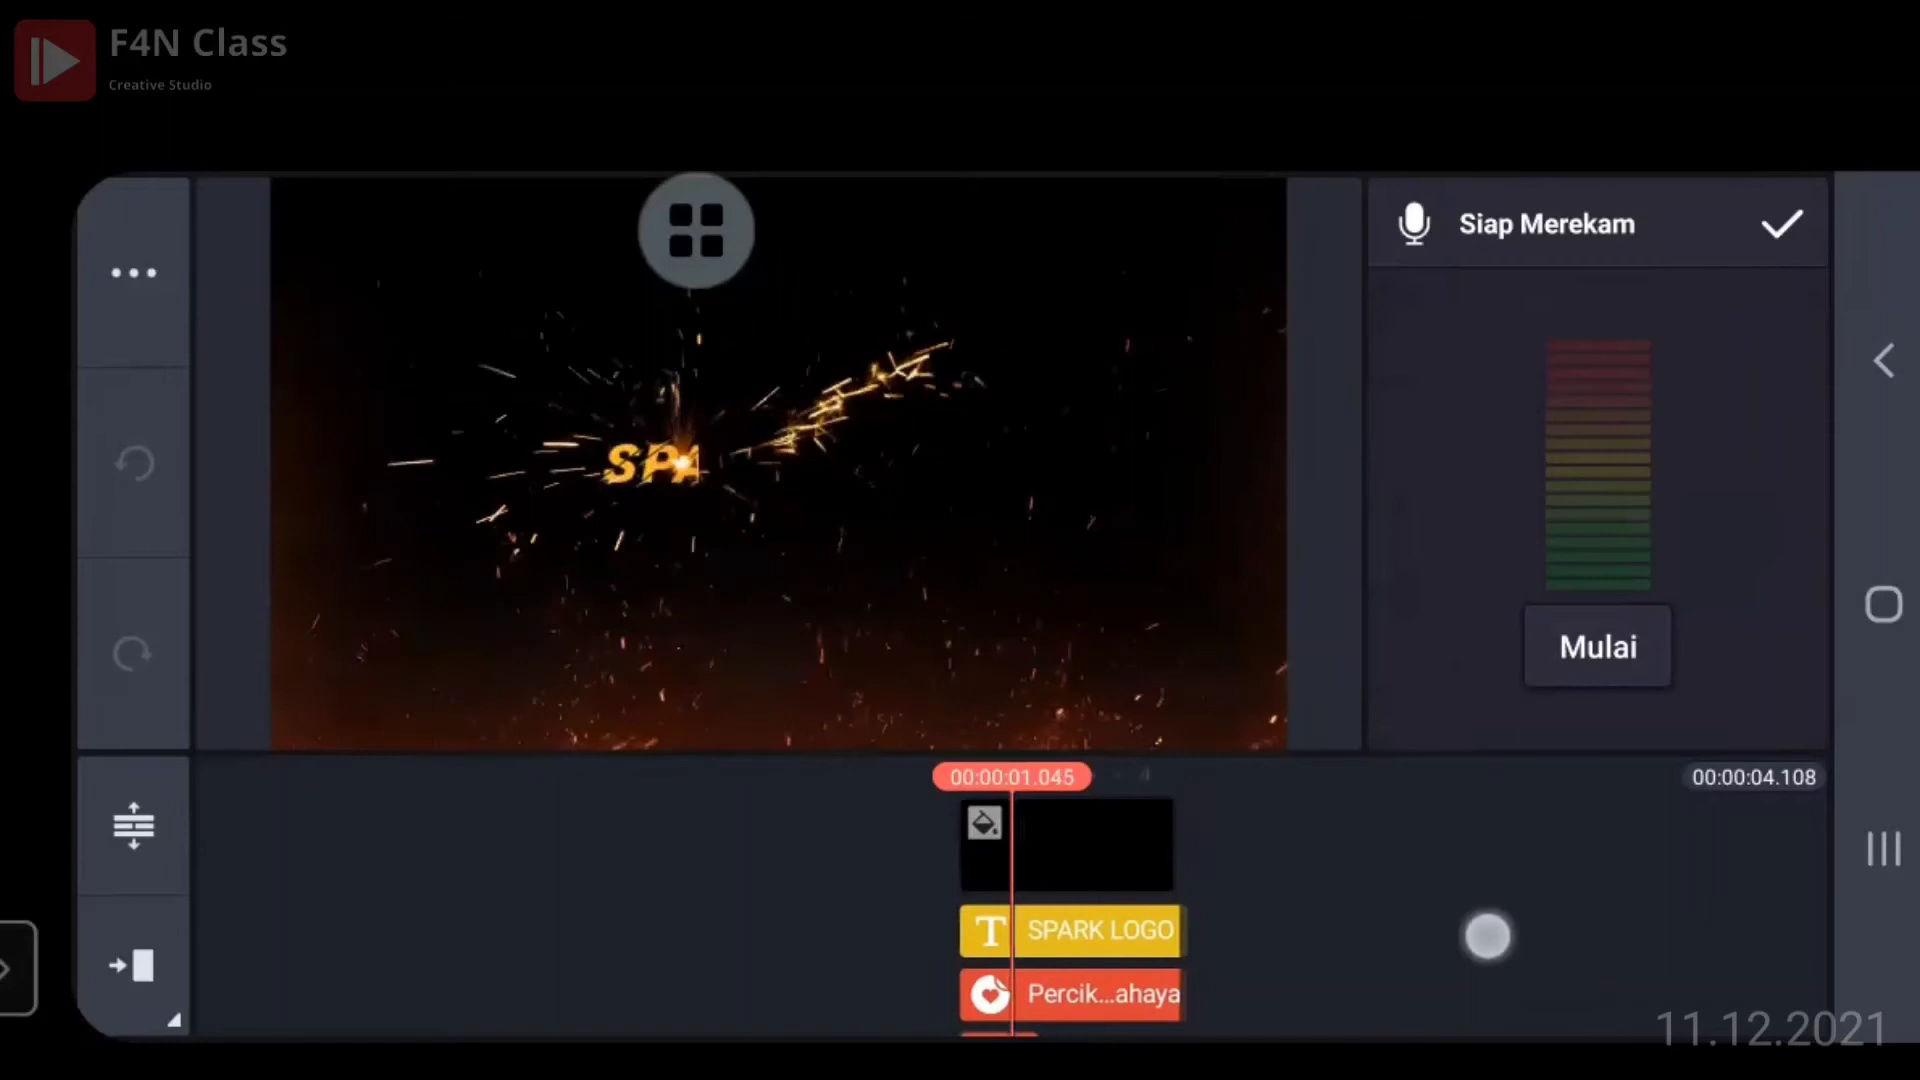 F4N Class
Creative Studio
Siap Merekam
SPA
Mulai
00:00:01.045
00:00:04.108
T SPARK LOGO
Percik...ahaya
11.12.2021